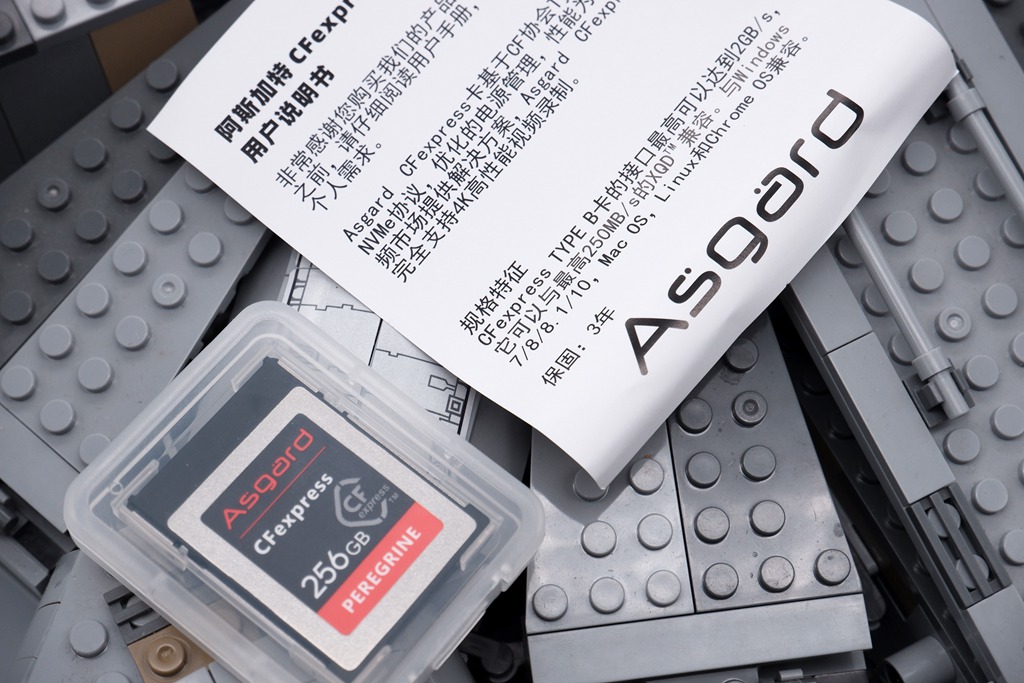 阿斯加特 CFexpr
用户说明书
非常感谢您购买我们的产品
之前，请仔细阅读用户手册，
个人需求。
Asgard CFexpress卡基于CF协会
NVMe协议，优化的电源管理，性能为
频市场提供解决方案，Asgard CFexp
完全支持4K高性能视频录制。
规格特征
CFexpress TYPE B卡的接口最高可以达到2GB/s，
它可以与最高250MB/s的XQD™ 兼容。与Windows
7/8/8.1/10, Mac OS, Linux和Chrome OS兼容。
保固：3年
Asgard
Asgard
CFexpress
CF
express™
256GB
PEREGRINE